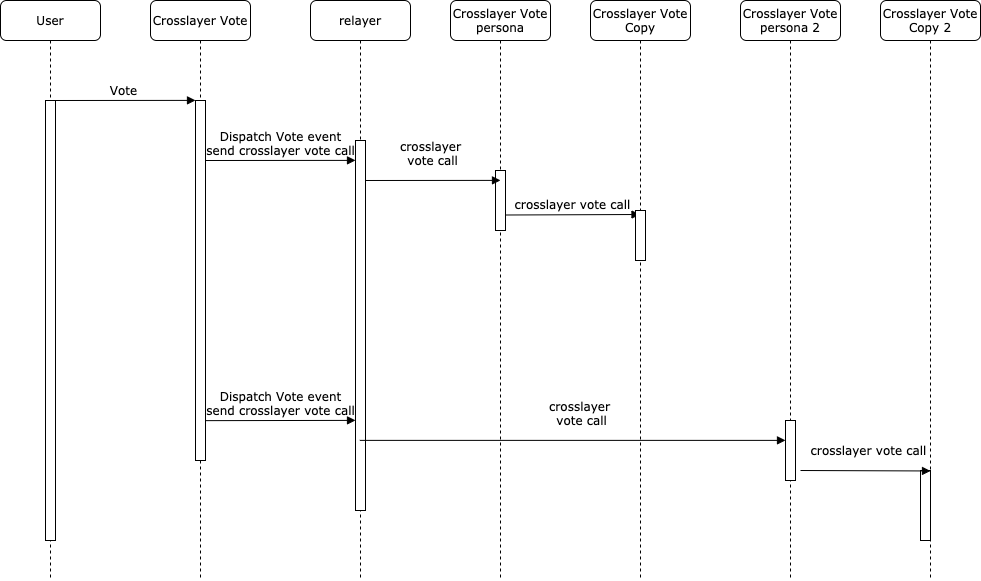 User
Crosslayer Vote
relayer
Crosslayer Vote
persona
Crosslayer Vote
Copy
Crosslayer Vote
persona 2
Crosslayer Vote
Copy 2
Vote
Dispatch Vote event
send crosslayer vote call
crosslayer
vote call
crosslayer vote call
Dispatch Vote event
send crosslayer vote call
crosslayer
vote call
crosslayer vote call